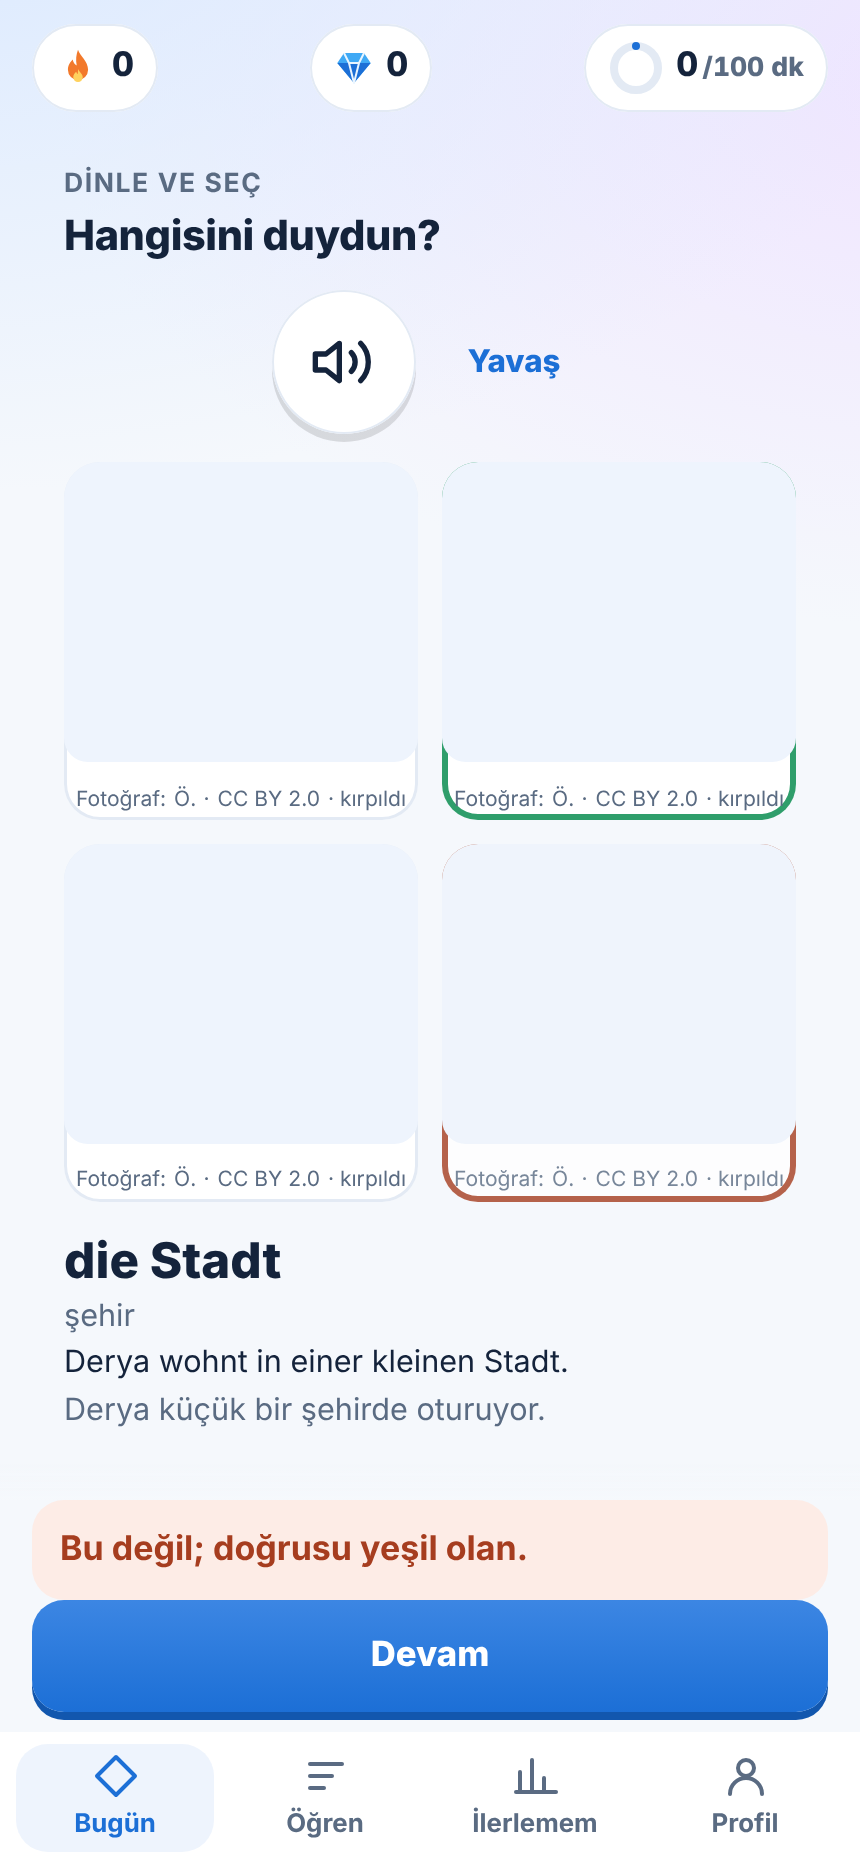 0
0
0/100 dk
DİNLE VE SEÇ
Hangisini duydun?
Yavaş
Fotoğraf: Ö. · CC BY 2.0 · kırpıldı
Fotoğraf: Ö. · CC BY 2.0 · kırpıldı
Fotoğraf: Ö. · CC BY 2.0 · kırpıldı
Fotoğraf: Ö. · CC BY 2.0 · kırpıldı
die Stadt
şehir
Derya wohnt in einer kleinen Stadt.
Derya küçük bir şehirde oturuyor.
Bu değil; doğrusu yeşil olan.
Devam
Bugün
Öğren
İlerlemem
Profil